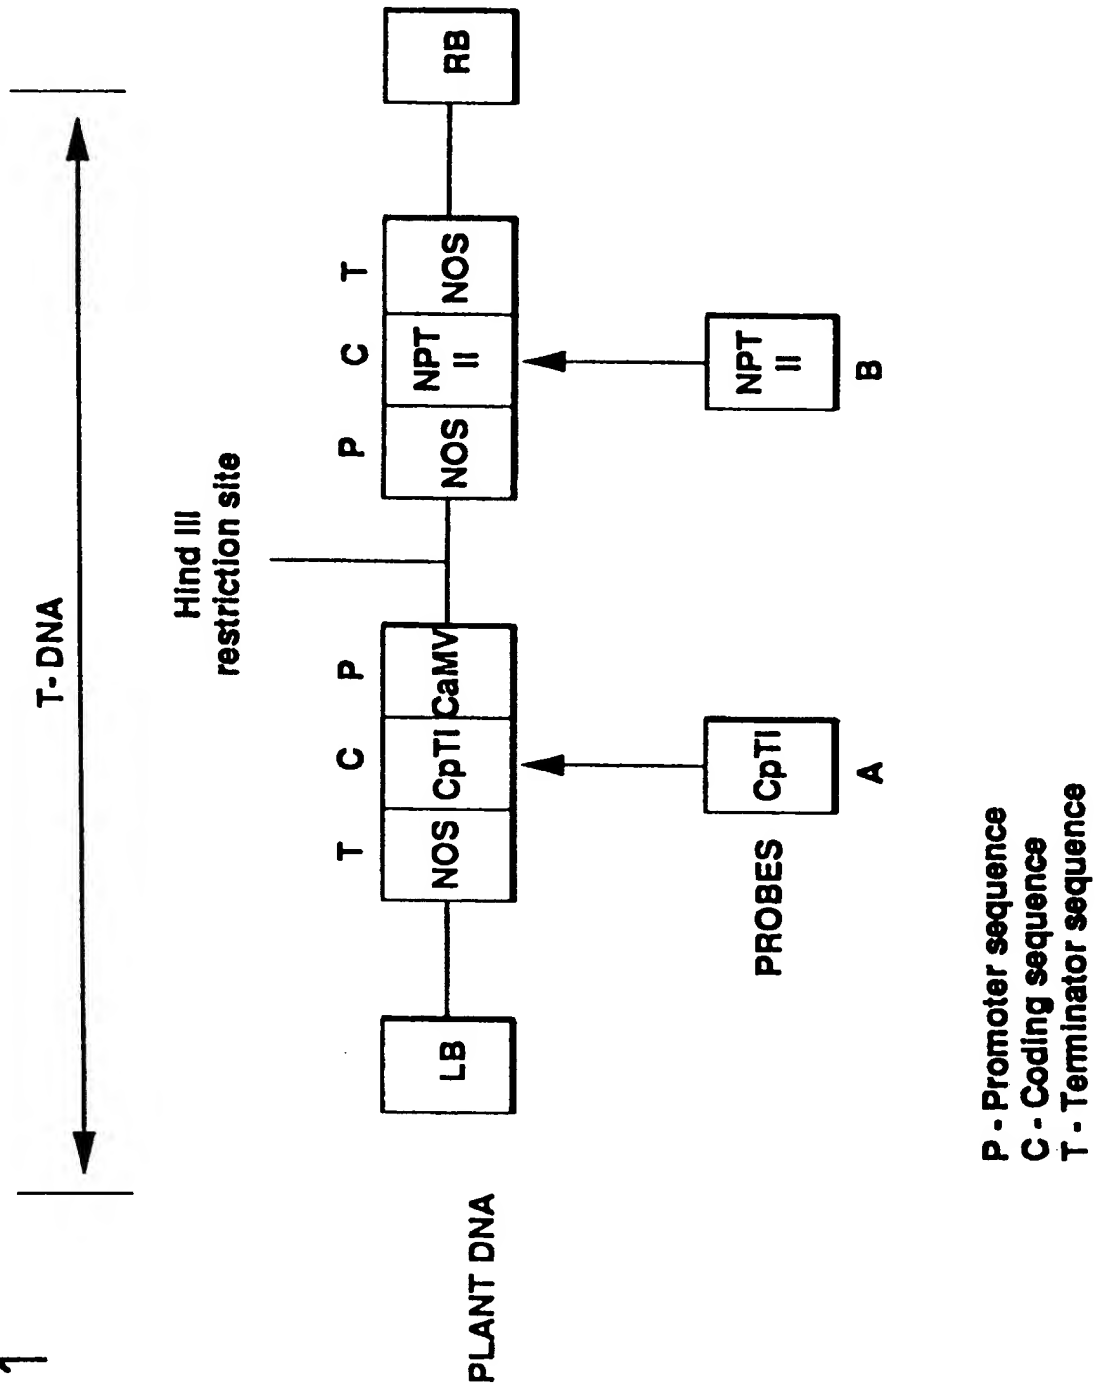 1
T-DNA
Hind III
restriction site
T C P P C T
LB NOS CpTI CaMV NOS NPT II NOS RB
PLANT DNA
PROBES
CpTI
NPT
II
A B
P - Promoter sequence
C - Coding sequence
T - Terminator sequence